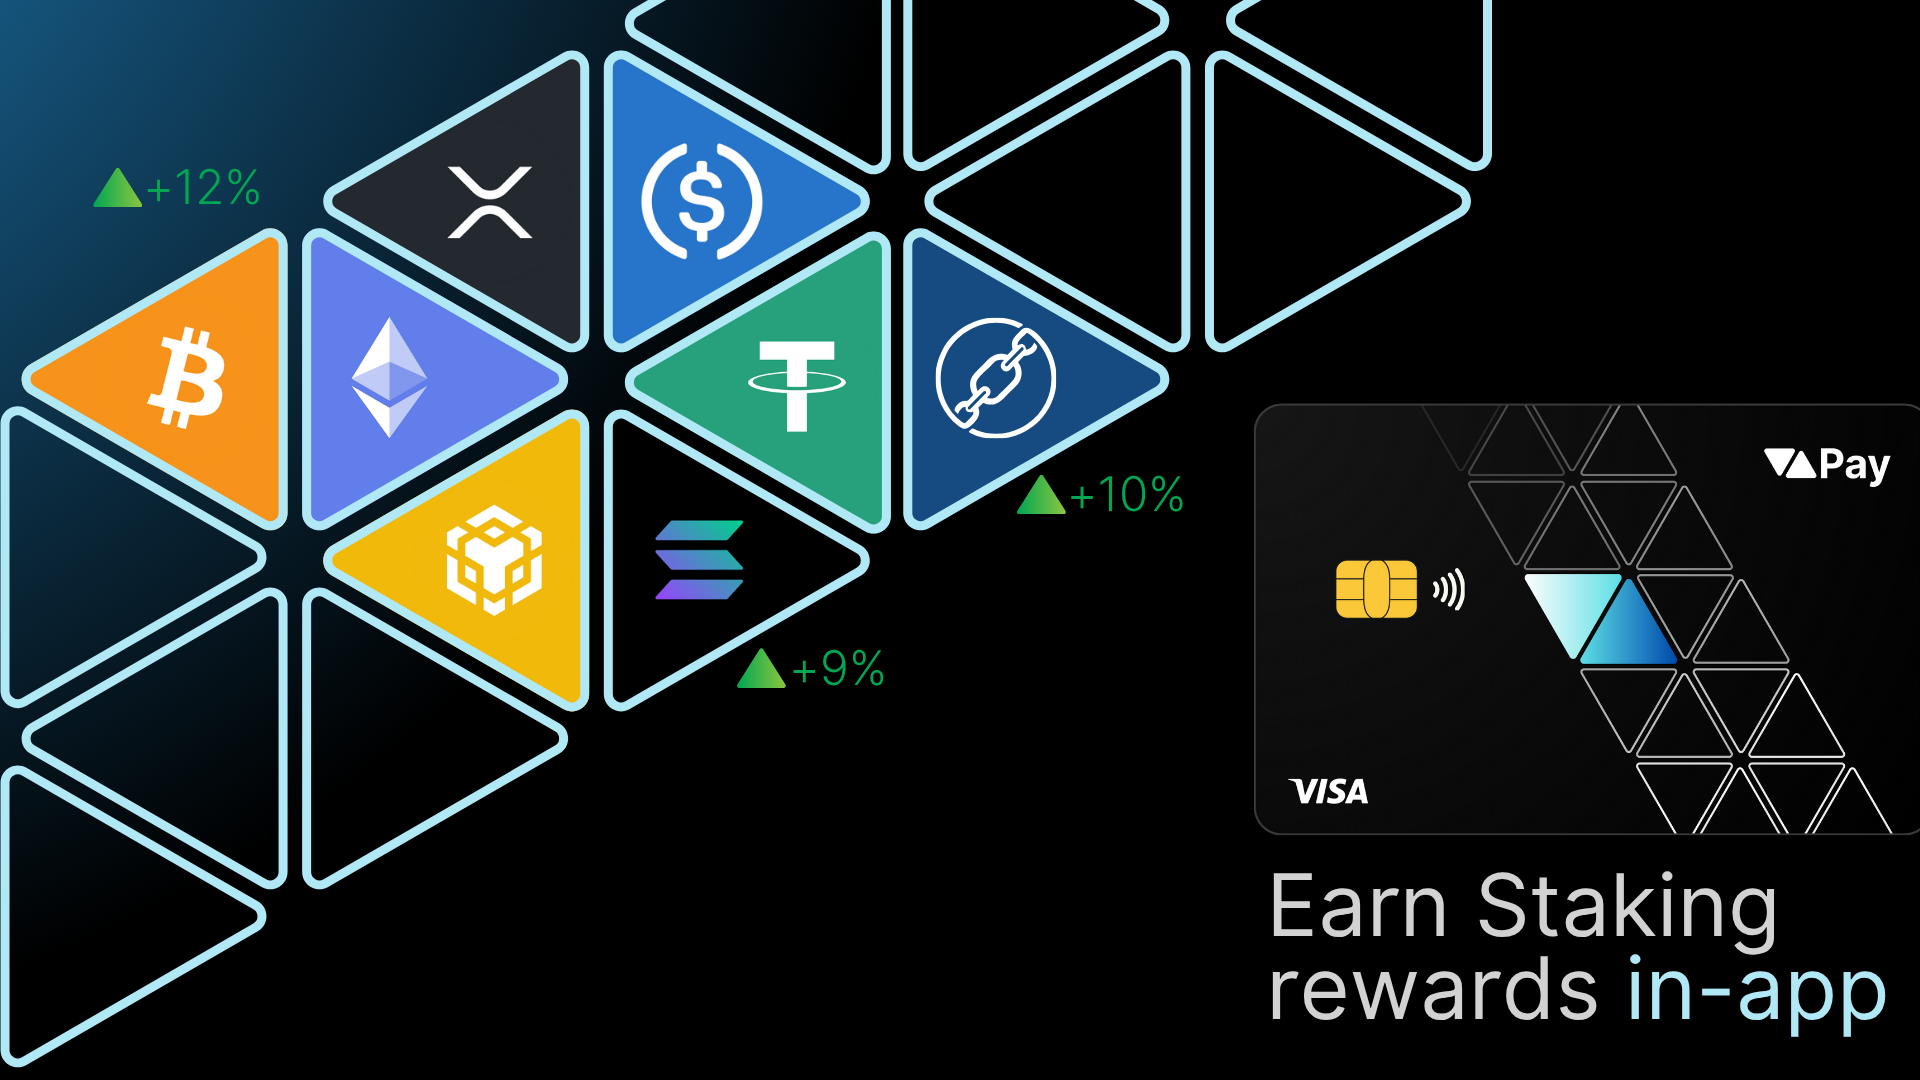 +12%
+10%
+9%
Pay
VISA
Earn Staking
rewards in-app